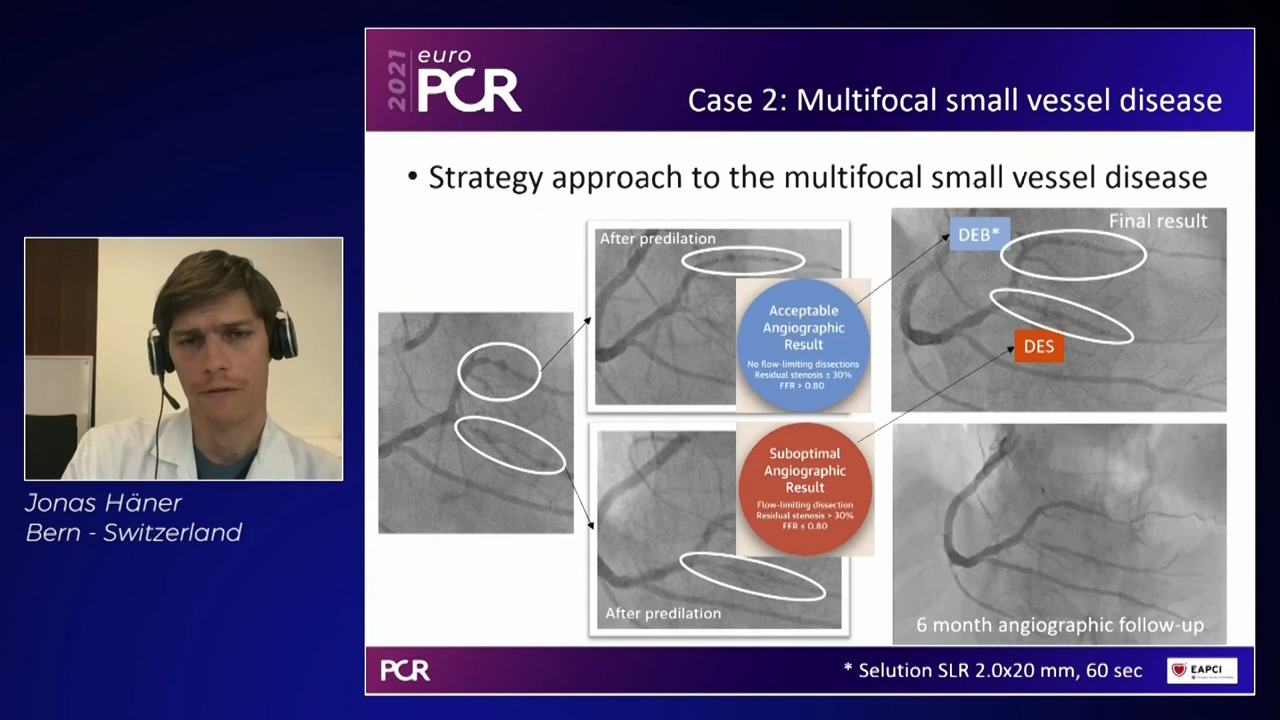 2021
euro
PCR
Case 2: Multifocal small vessel disease
• Strategy approach to the multifocal small vessel disease
After predilation
Acceptable
Angiographic
Result
No flow-limiting dissections
Residual stenosis ≤ 30%
FFR > 0.80
DEB*
Final result
DES
Suboptimal
Angiographic
Result
Flow-limiting dissection
Residual stenosis > 30%
FFR ≤ 0.80
After predilation
6 month angiographic follow-up
Jonas Häner
Bern - Switzerland
PCR
* Selution SLR 2.0x20 mm, 60 sec
EAPCI